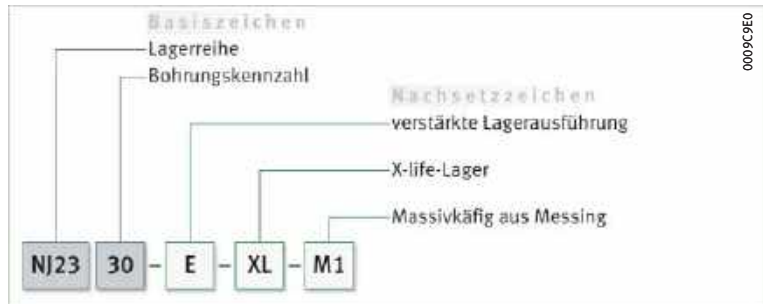 Basiszeichen
Lagerreihe
Bohrungskennzahl
Nachsetzzeichen
verstärkte Lagerausführung
X-life-Lager
Massivkäfig aus Messing
NJ23 30 – E – XL – M1
0009C9E0